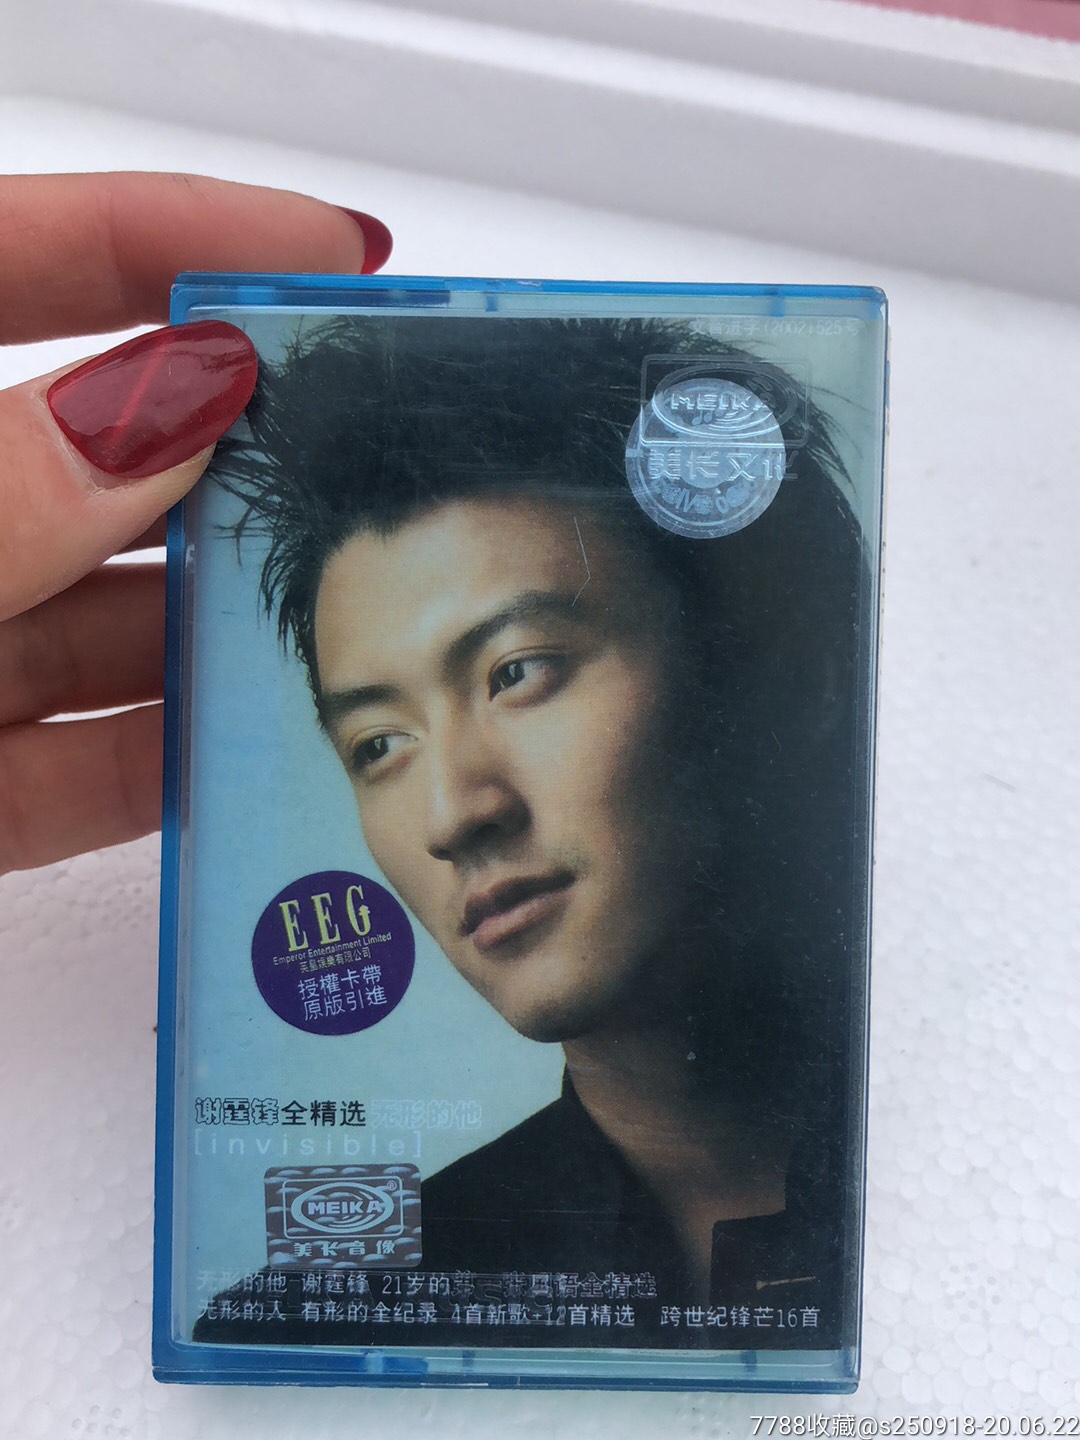 文音进字(2002)525号
MEIKA
美长文化
EEG
Emperor Entertainment Limited
英皇娛樂有限公司
授權卡帶
原版引進
谢霆锋全精选 无形的他
[invisible]
MEIKA®
美长音像
无形的他 谢霆锋 21岁的第一张国语全精选
无形的人 有形的全纪录 4首新歌+12首精选 跨世纪锋芒16首
7788收藏@s250918-20.06.22